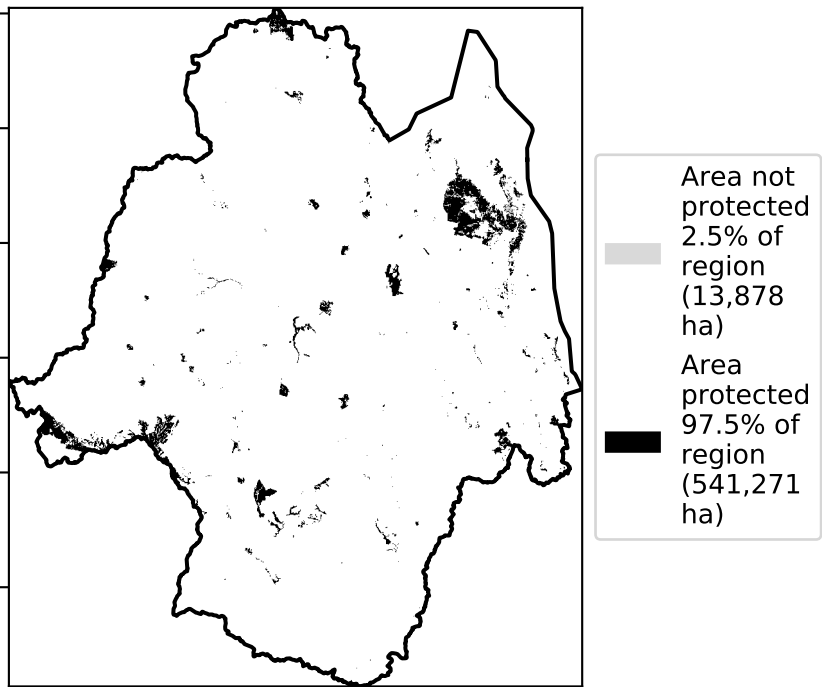 Area not
protected
2.5% of
region
(13,878
ha)
Area
protected
97.5% of
region
(541,271
ha)